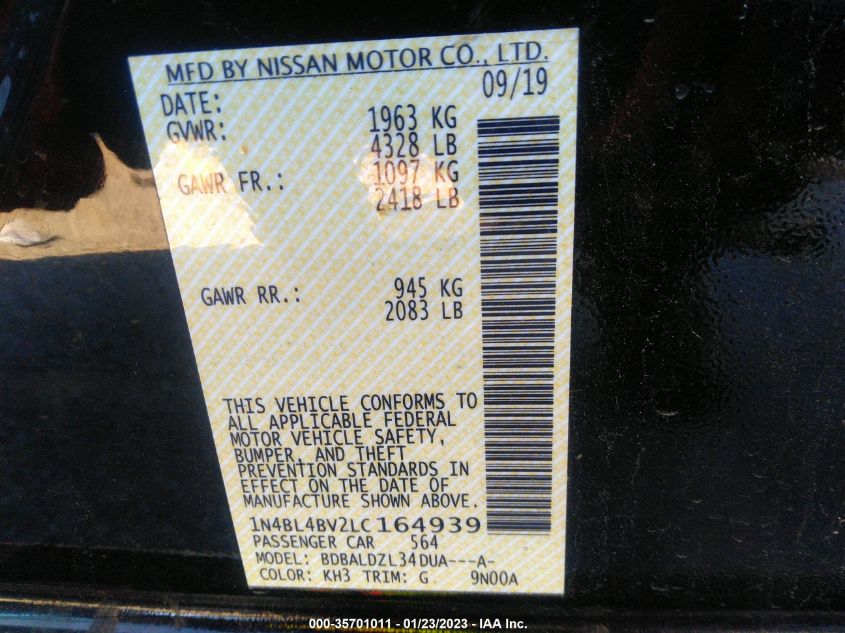 MFD BY NISSAN MOTOR CO., LTD.
DATE: 09/19
GVWR: 1963 KG
4328 LB
GAWR FR.: 1097 KG
2418 LB
GAWR RR.: 945 KG
2083 LB
THIS VEHICLE CONFORMS TO
ALL APPLICABLE FEDERAL
MOTOR VEHICLE SAFETY,
BUMPER, AND THEFT
PREVENTION STANDARDS IN
EFFECT ON THE DATE OF
MANUFACTURE SHOWN ABOVE.
1N4BL4BV2LC164939
PASSENGER CAR 564
MODEL: BDBALDZL34DUA---A-
COLOR: KH3 TRIM: G 9N00A
000-35701011 - 01/23/2023 - IAA Inc.